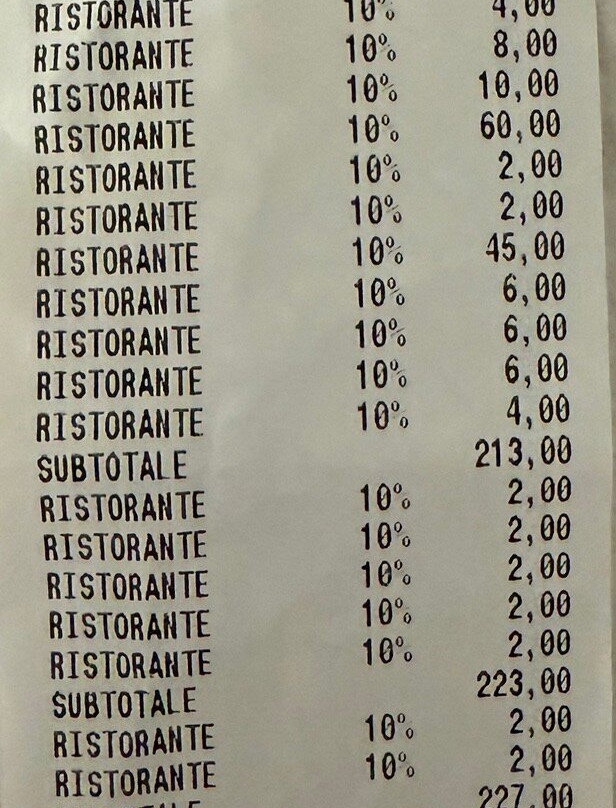 RISTORANTE 10% 4,00
RISTORANTE 10% 8,00
RISTORANTE 10% 10,00
RISTORANTE 10% 60,00
RISTORANTE 10% 2,00
RISTORANTE 10% 2,00
RISTORANTE 10% 45,00
RISTORANTE 10% 6,00
RISTORANTE 10% 6,00
RISTORANTE 10% 6,00
RISTORANTE 10% 4,00
SUBTOTALE 213,00
RISTORANTE 10% 2,00
RISTORANTE 10% 2,00
RISTORANTE 10% 2,00
RISTORANTE 10% 2,00
RISTORANTE 10% 2,00
SUBTOTALE 223,00
RISTORANTE 10% 2,00
RISTORANTE 10% 2,00
227,00